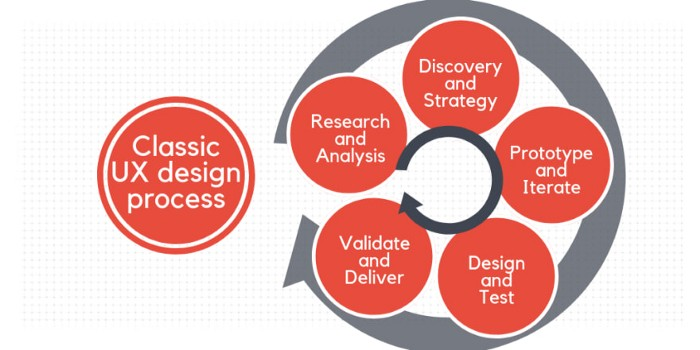 Classic
UX design
process
Discovery
and
Strategy
Research
and
Analysis
Prototype
and
Iterate
Validate
and
Deliver
Design
and
Test